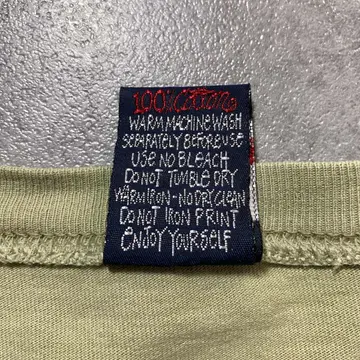 100% Cotton
WARM MACHINE WASH
SEPARATELY BEFORE USE
USE NO BLEACH
DO NOT TUMBLE DRY
WARM IRON - NO DRY CLEAN
DO NOT IRON PRINT
ENJOY YOURSELF